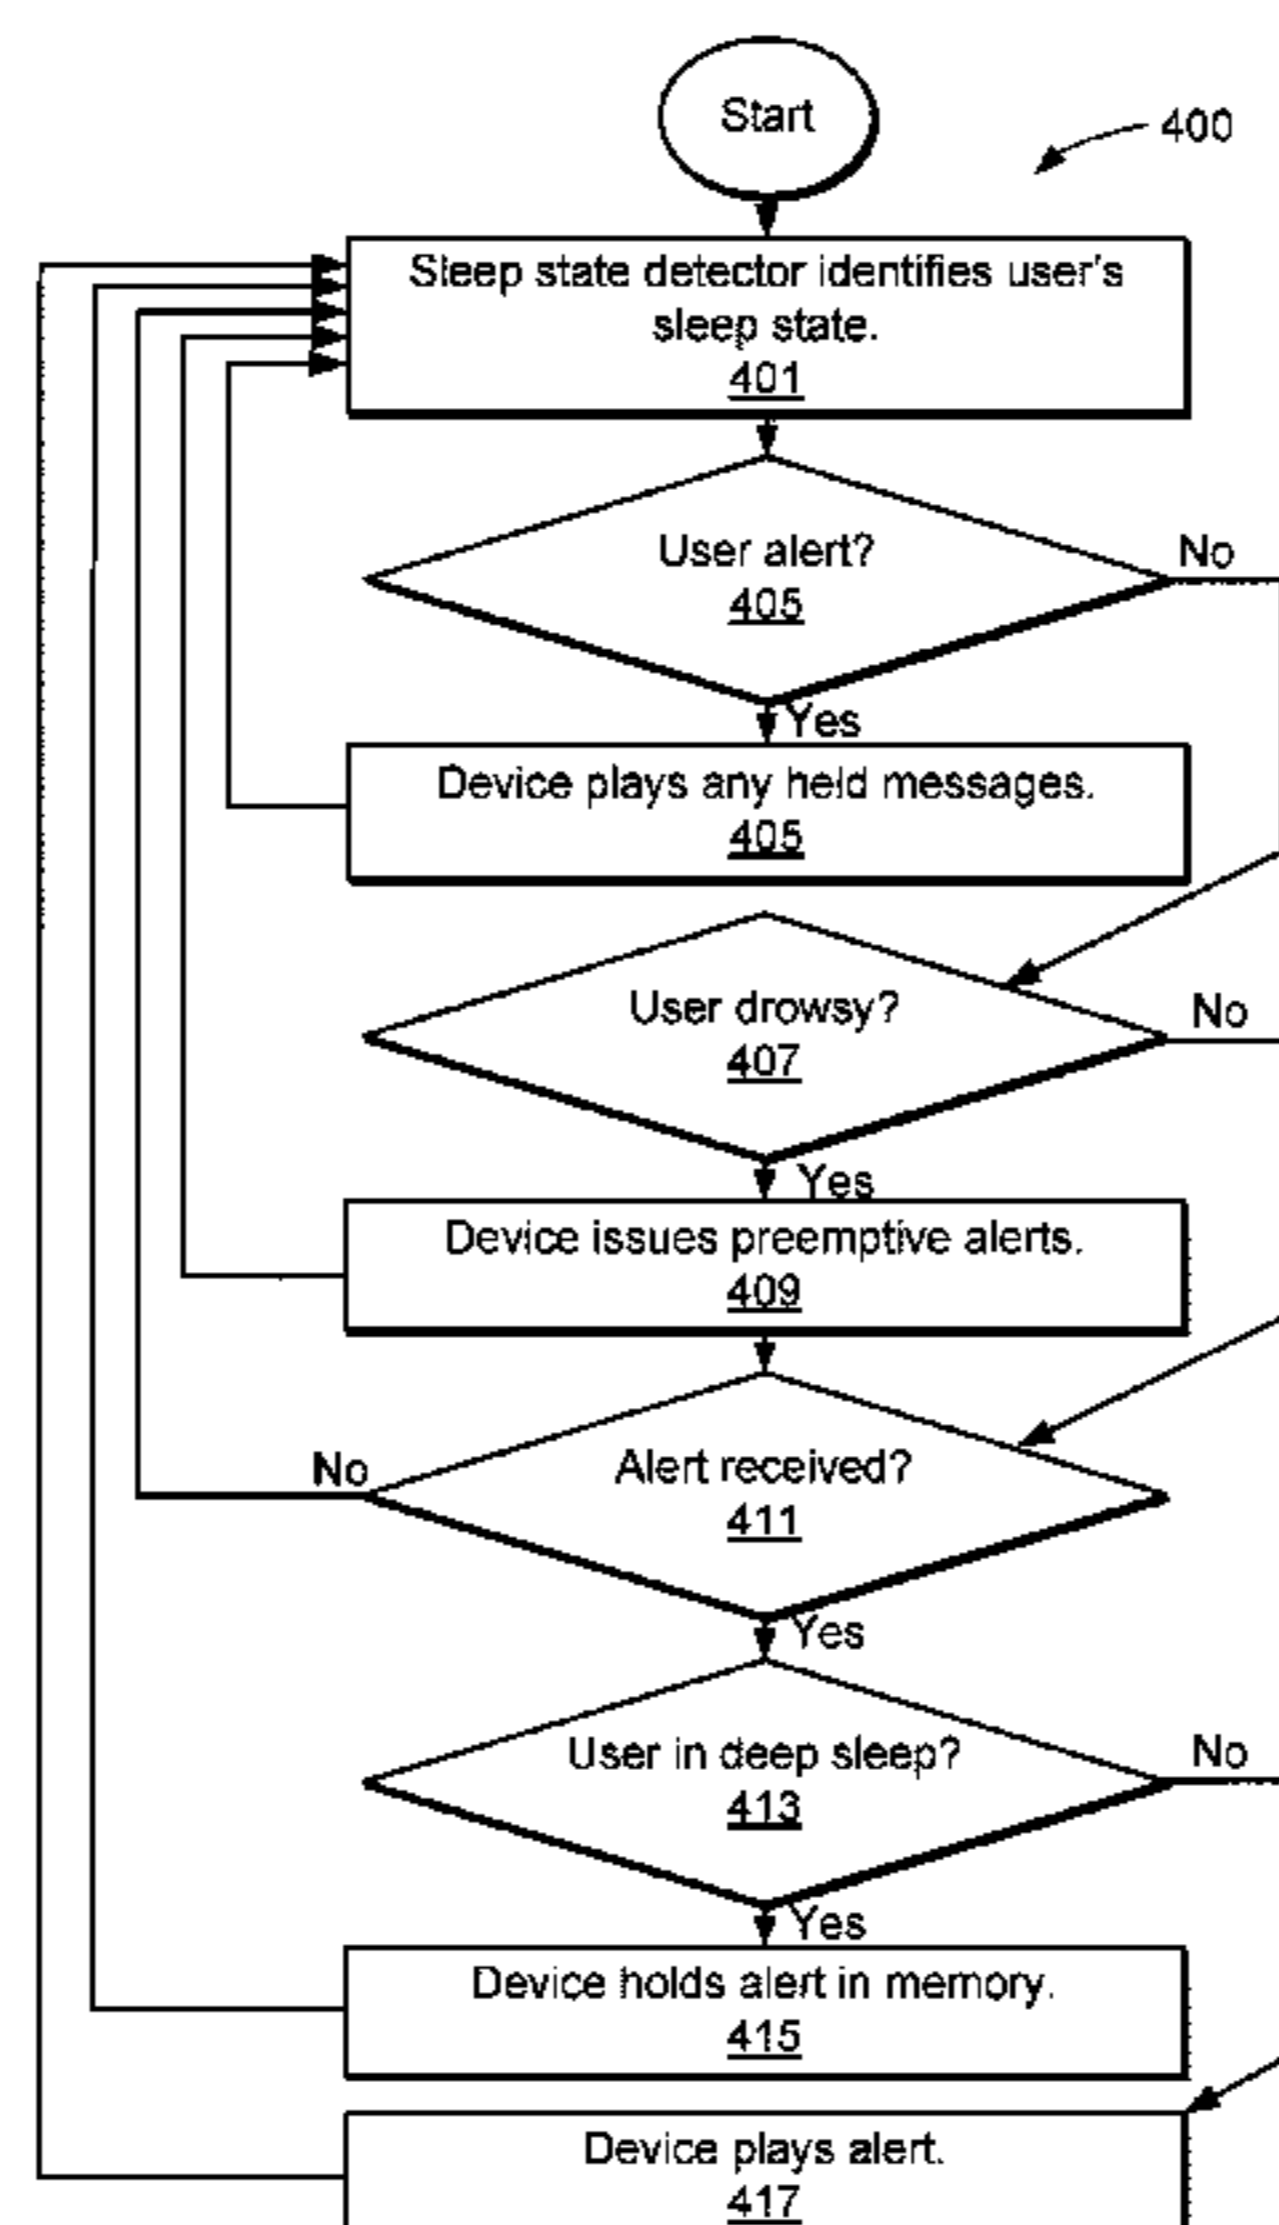 Start
400
Sleep state detector identifies user's
sleep state.
401
User alert?
405
No
Yes
Device plays any held messages.
405
User drowsy?
407
No
Yes
Device issues preemptive alerts.
409
Alert received?
411
No
Yes
User in deep sleep?
413
No
Yes
Device holds alert in memory.
415
Device plays alert.
417